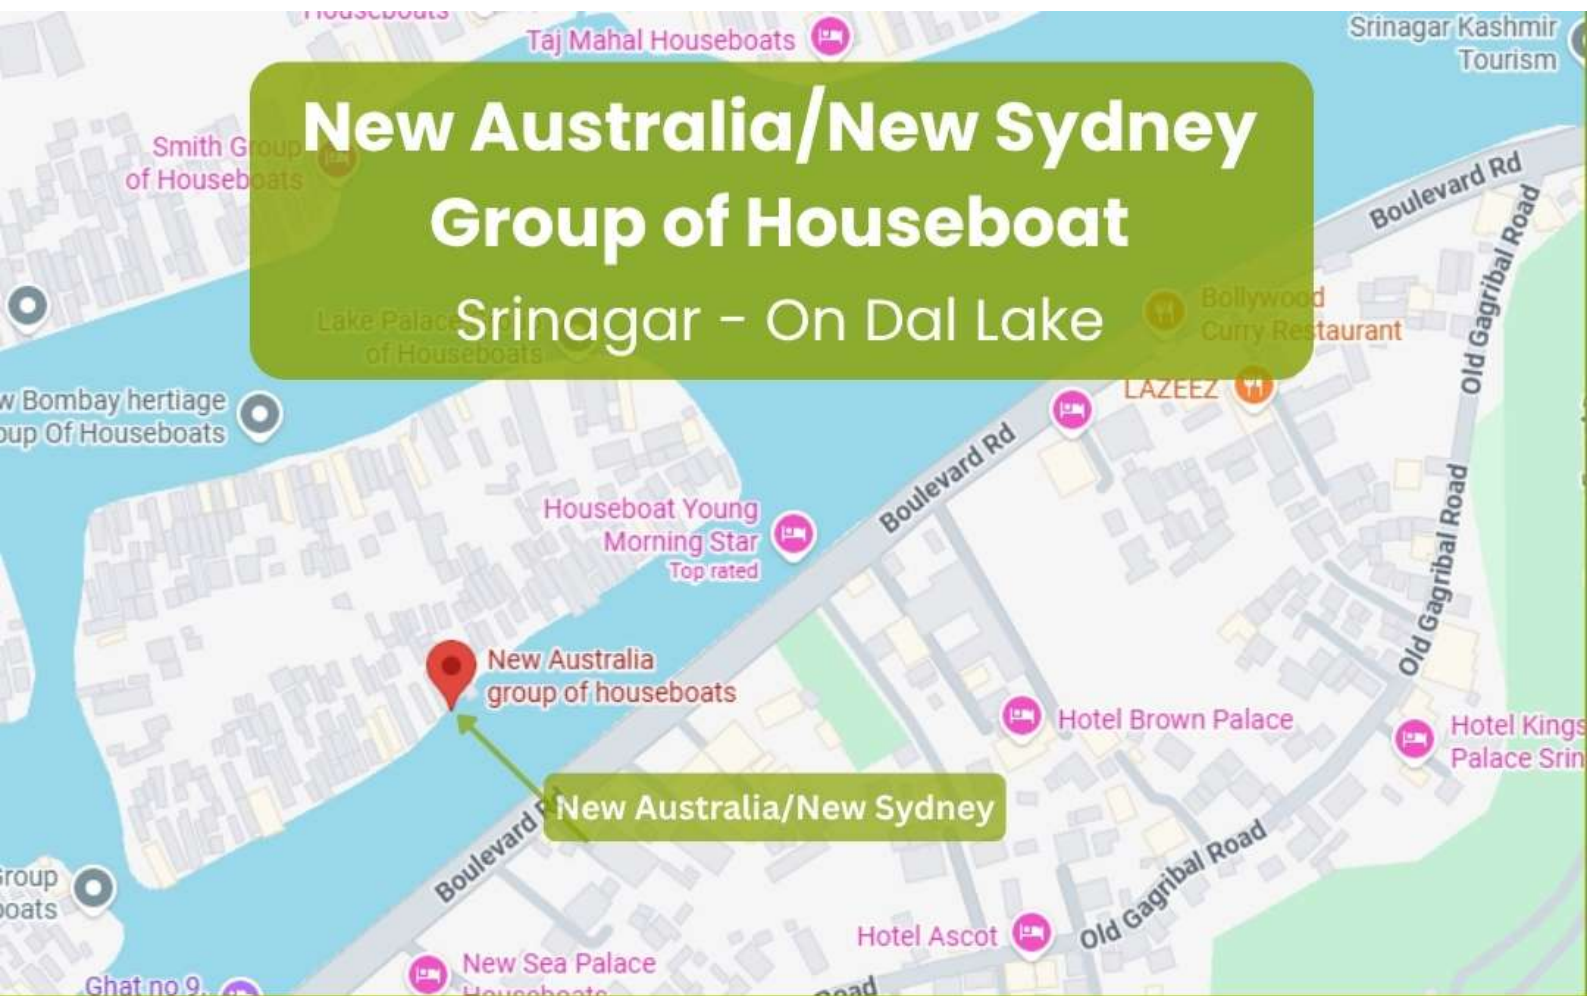 Houseboats
Taj Mahal Houseboats
Srinagar Kashmir
Tourism
New Australia/New Sydney
Group of Houseboat
Srinagar - On Dal Lake
Smith Group
of Houseboats
Boulevard Rd
Old Gagribal Road
Lake Palace
of Houseboats
Bollywood
Curry Restaurant
LAZEEZ
w Bombay hertiage
oup Of Houseboats
Boulevard Rd
Houseboat Young
Morning Star
Top rated
Old Gagribal Road
New Australia
group of houseboats
Hotel Brown Palace
Hotel Kings
Palace Srin
New Australia/New Sydney
Boulevard
Old Gagribal Road
Group
boats
Hotel Ascot
New Sea Palace
Houseboats
Ghat no 9.
Road